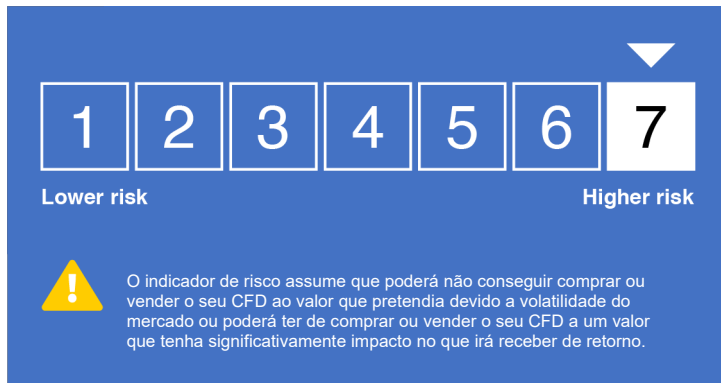 1 2 3 4 5 6 7
Lower risk Higher risk
O indicador de risco assume que poderá não conseguir comprar ou
vender o seu CFD ao valor que pretendia devido a volatilidade do
mercado ou poderá ter de comprar ou vender o seu CFD a um valor
que tenha significativamente impacto no que irá receber de retorno.